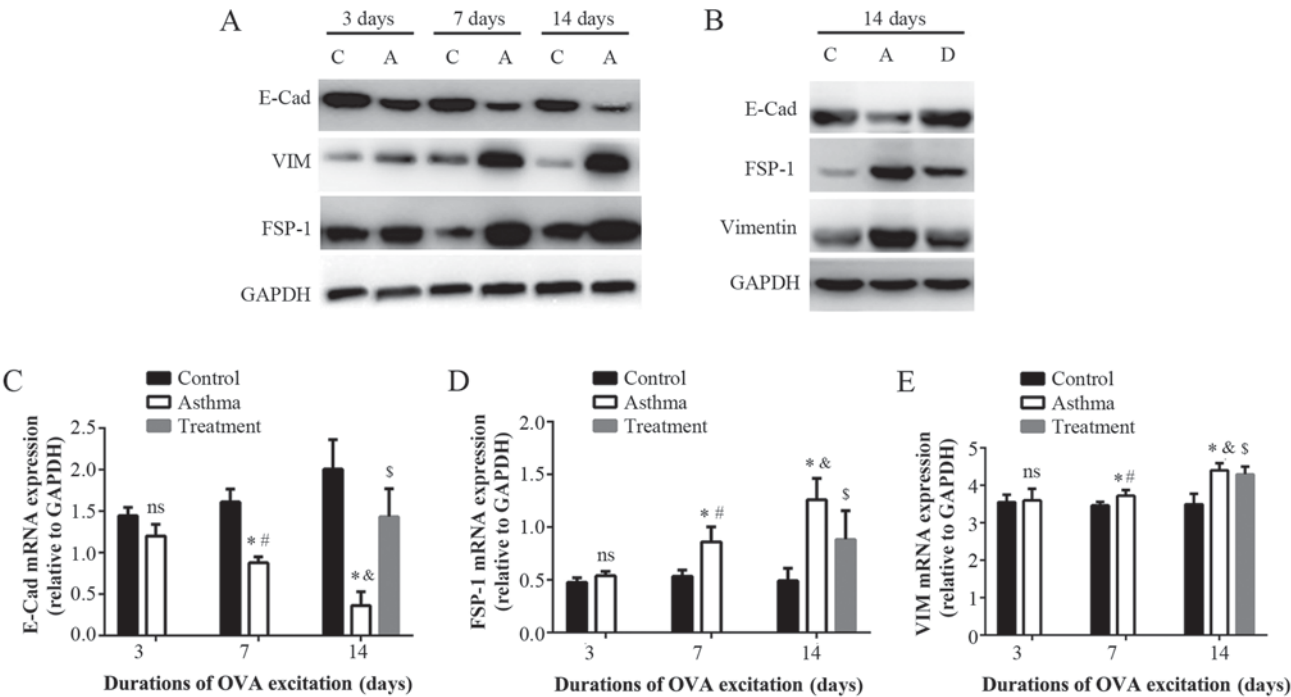 A
3 days 7 days 14 days
C A C A C A
E-Cad
VIM
FSP-1
GAPDH
B
14 days
C A D
E-Cad
FSP-1
Vimentin
GAPDH
C
Control
Asthma
Treatment
E-Cad mRNA expression
(relative to GAPDH)
2.5
2.0
1.5
1.0
0.5
0.0
ns
* #
*&
$
3 7 14
Durations of OVA excitation (days)
D
Control
Asthma
Treatment
FSP-1 mRNA expression
(relative to GAPDH)
2.0
1.5
1.0
0.5
0.0
ns
* #
* &
$
3 7 14
Durations of OVA excitation (days)
E
Control
Asthma
Treatment
VIM mRNA expression
(relative to GAPDH)
5
4
3
2
1
0
ns
*#
* & $
3 7 14
Durations of OVA excitation (days)